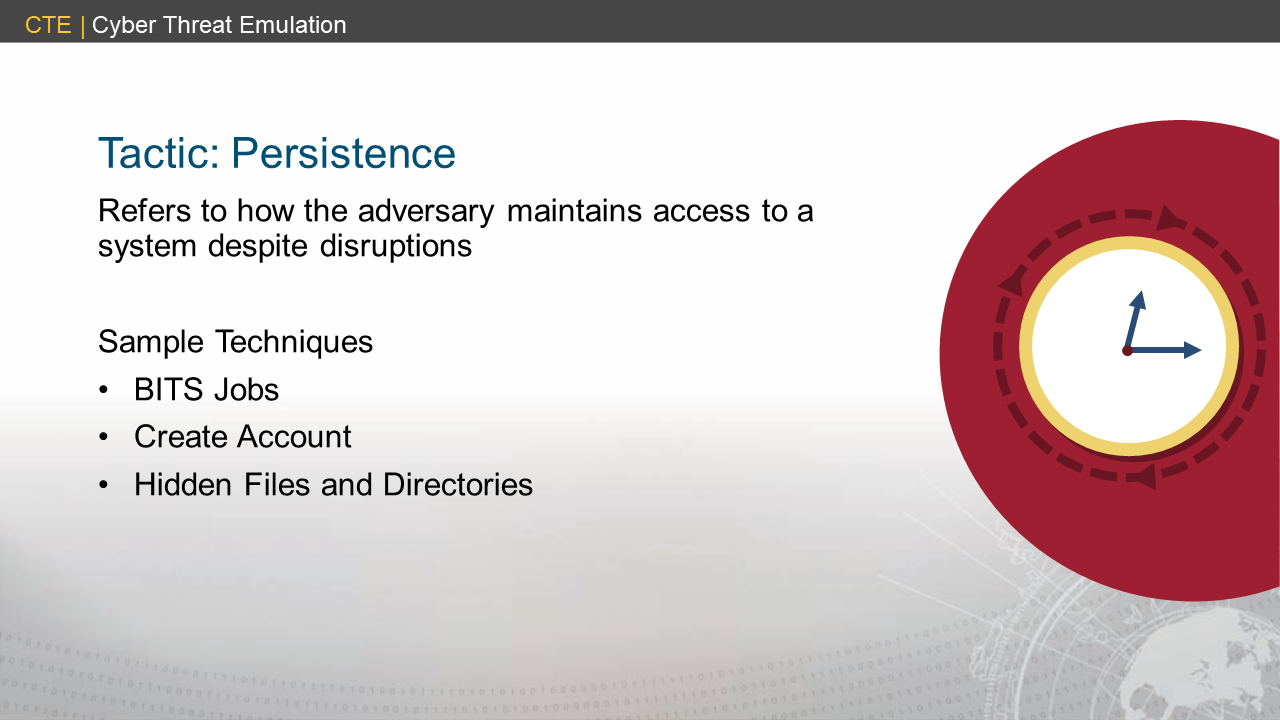 CTE | Cyber Threat Emulation
Tactic: Persistence
Refers to how the adversary maintains access to a
system despite disruptions
Sample Techniques
• BITS Jobs
• Create Account
• Hidden Files and Directories